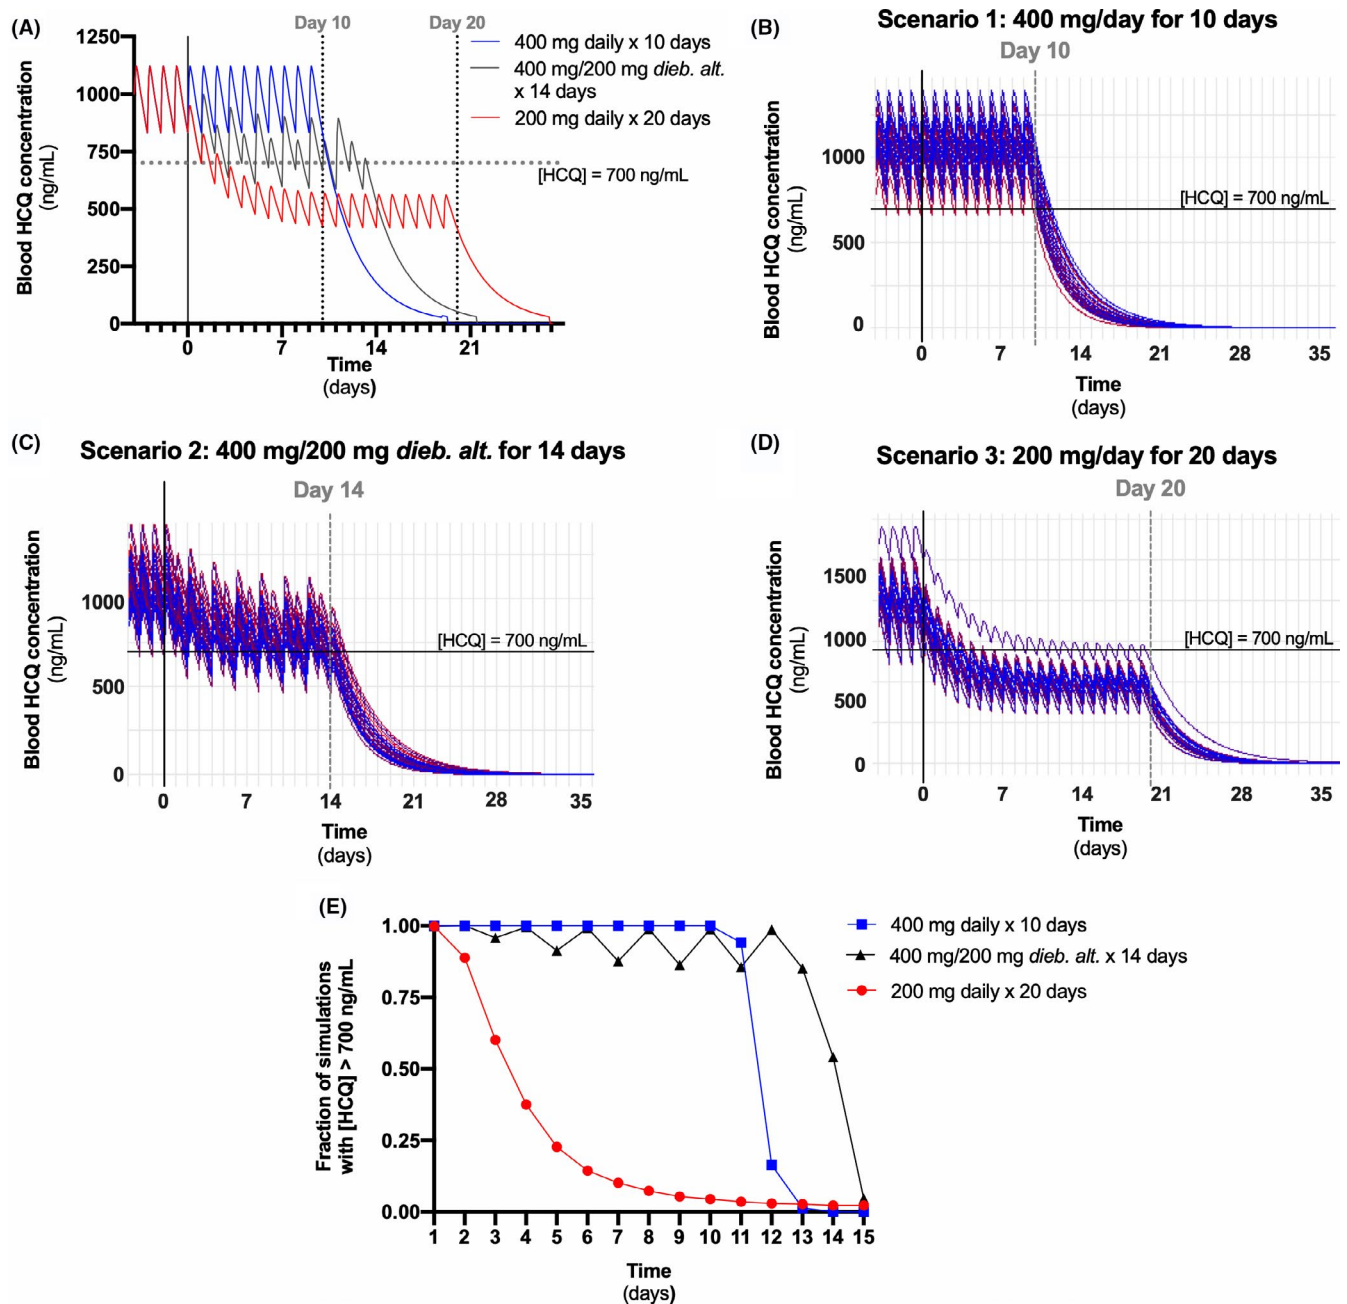 (A)
Day 10
Day 20
1250
1000
750
500
250
0
Blood HCQ concentration
(ng/mL)
400 mg daily x 10 days
400 mg/200 mg dieb. alt.
x 14 days
200 mg daily x 20 days
[HCQ] = 700 ng/mL
0
7
14
21
Time
(days)
(B)
Scenario 1: 400 mg/day for 10 days
Day 10
Blood HCQ concentration
(ng/mL)
1000
500
0
[HCQ] = 700 ng/mL
0
7
14
21
28
35
Time
(days)
(C)
Scenario 2: 400 mg/200 mg dieb. alt. for 14 days
Day 14
Blood HCQ concentration
(ng/mL)
1000
500
0
[HCQ] = 700 ng/mL
0
7
14
21
28
35
Time
(days)
(D)
Scenario 3: 200 mg/day for 20 days
Day 20
Blood HCQ concentration
(ng/mL)
1500
1000
500
0
[HCQ] = 700 ng/mL
0
7
14
21
28
35
Time
(days)
(E)
Fraction of simulations
with [HCQ] > 700 ng/mL
1.00
0.75
0.50
0.25
0.00
1
2
3
4
5
6
7
8
9
10
11
12
13
14
15
Time
(days)
400 mg daily x 10 days
400 mg/200 mg dieb. alt. x 14 days
200 mg daily x 20 days